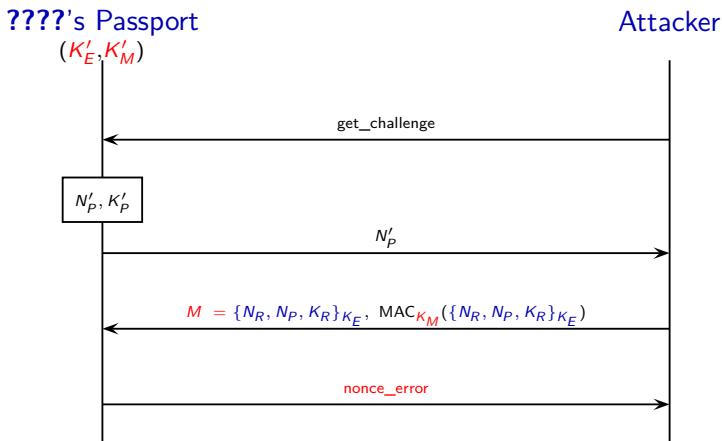 ????'s Passport
Attacker
(K′_E, K′_M)
get_challenge
N′_P, K′_P
N′_P
M = {N_R, N_P, K_R}_{K_E}, MAC_{K_M}({N_R, N_P, K_R}_{K_E})
nonce_error